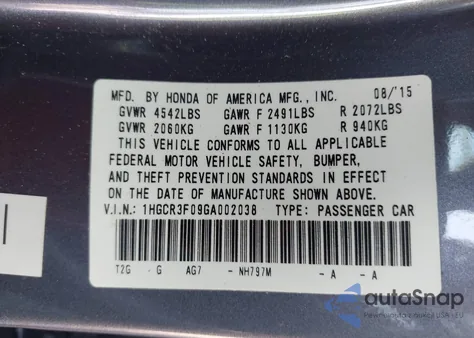 MFD. BY HONDA OF AMERICA MFG., INC. 08/'15
GVWR 4542LBS GAWR F 2491LBS R 2072LBS
GVWR 2060KG GAWR F 1130KG R 940KG
THIS VEHICLE CONFORMS TO ALL APPLICABLE
FEDERAL MOTOR VEHICLE SAFETY, BUMPER,
AND THEFT PREVENTION STANDARDS IN EFFECT
ON THE DATE OF MANUFACTURE SHOWN ABOVE.
V.I.N.: 1HGCR3F09GA002038 TYPE: PASSENGER CAR
T2G - G AG7 - NH797M - A - A
autoSnap